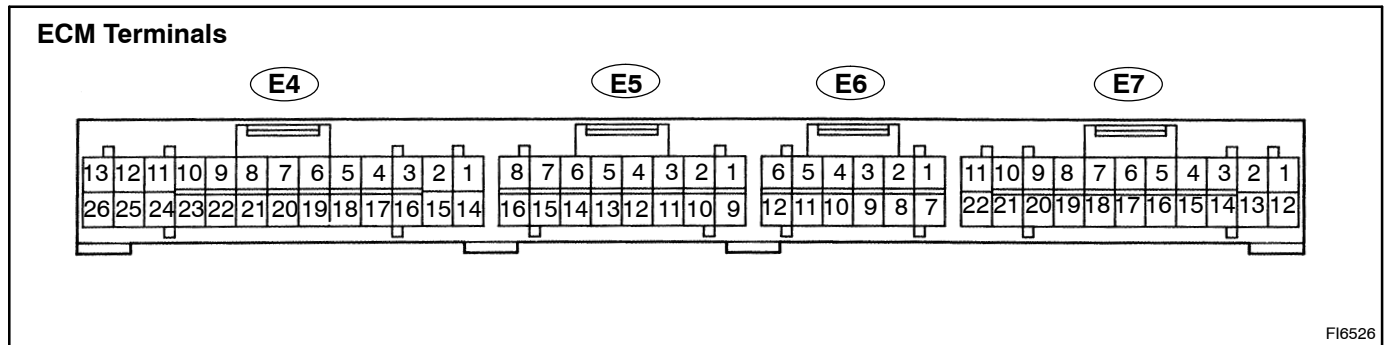 ECM Terminals
E4 E5 E6 E7
13 12 11 10 9 8 7 6 5 4 3 2 1 8 7 6 5 4 3 2 1 6 5 4 3 2 1 11 10 9 8 7 6 5 4 3 2 1
26 25 24 23 22 21 20 19 18 17 16 15 14 16 15 14 13 12 11 10 9 12 11 10 9 8 7 22 21 20 19 18 17 16 15 14 13 12
FI6526